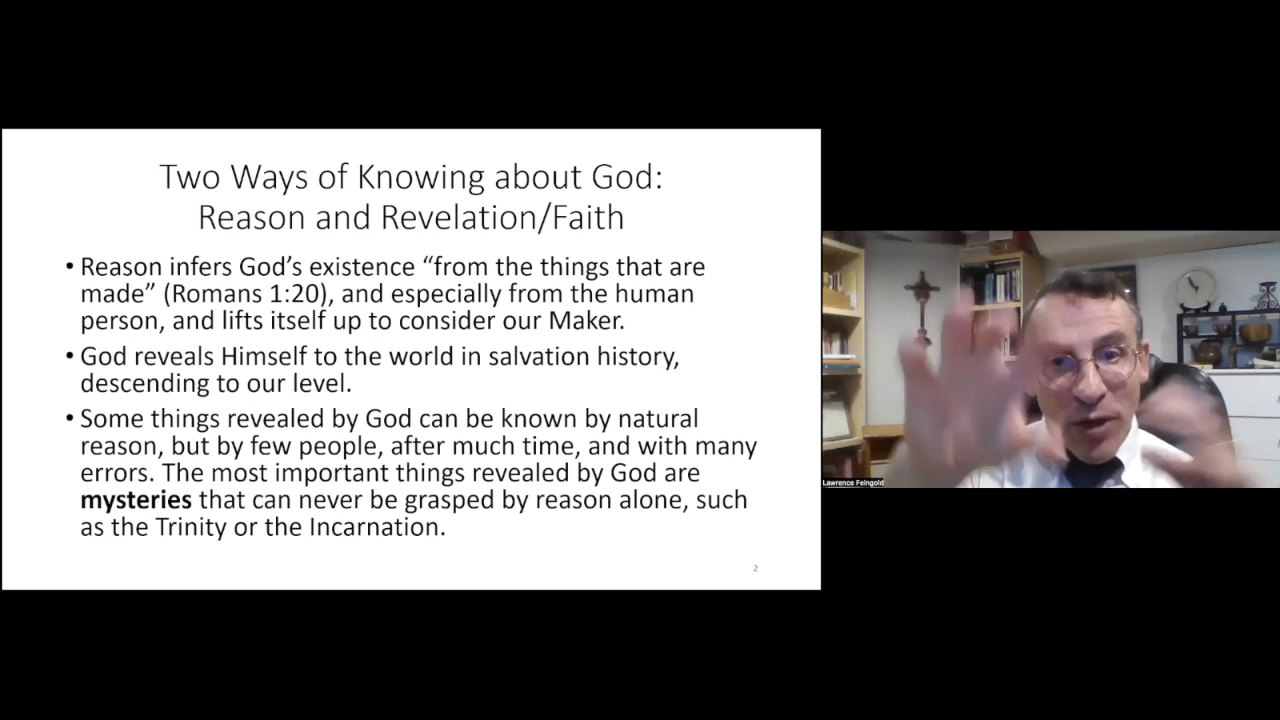 Two Ways of Knowing about God:
Reason and Revelation/Faith
• Reason infers God’s existence “from the things that are
made” (Romans 1:20), and especially from the human
person, and lifts itself up to consider our Maker.
• God reveals Himself to the world in salvation history,
descending to our level.
• Some things revealed by God can be known by natural
reason, but by few people, after much time, and with many
errors. The most important things revealed by God are
mysteries that can never be grasped by reason alone, such
as the Trinity or the Incarnation.
2
Lawrence Feingold